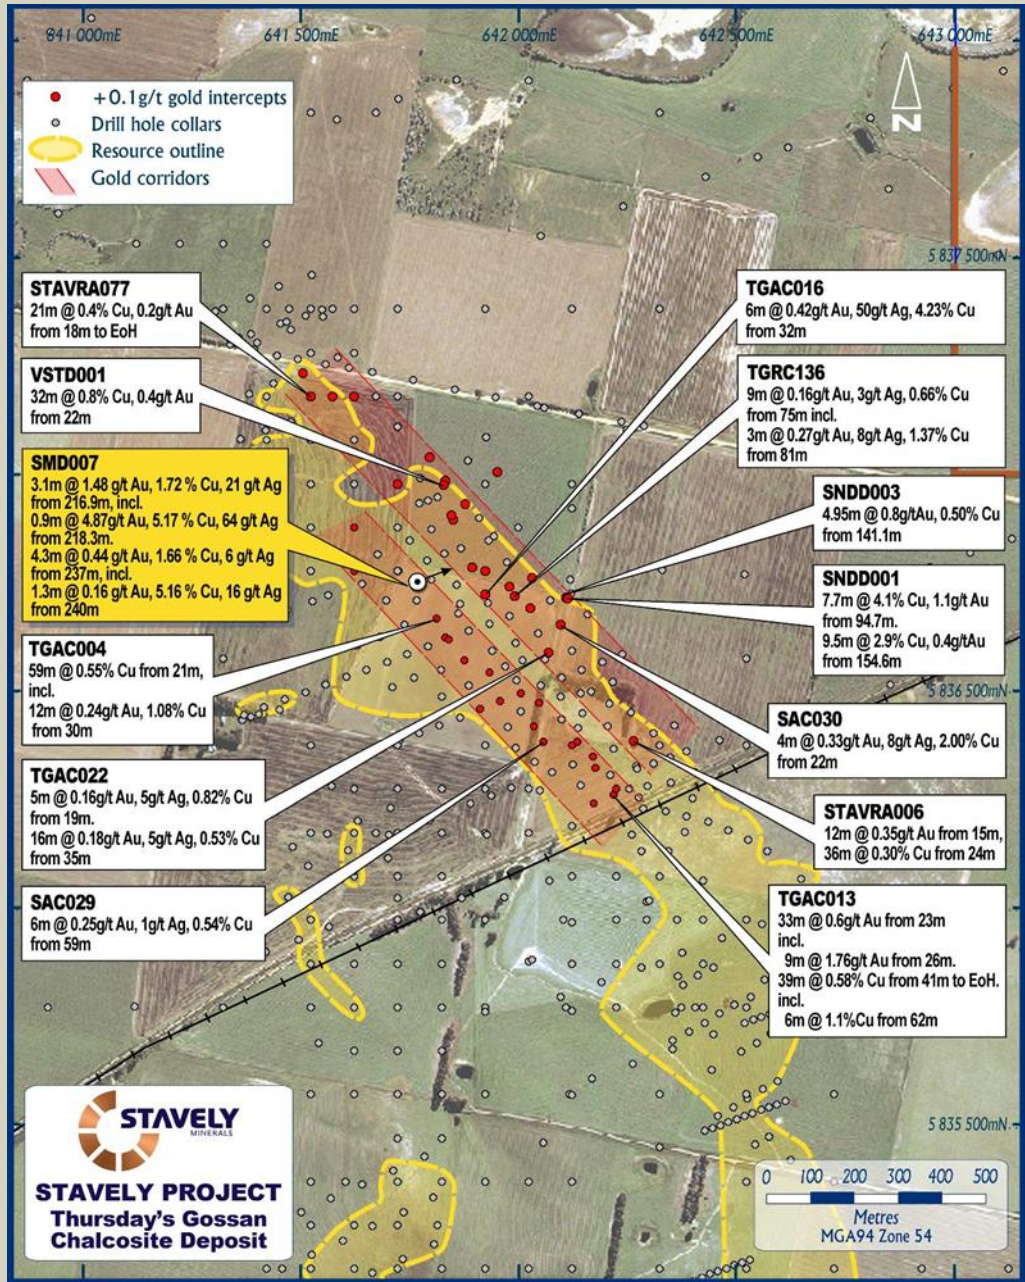 841 000mE
641 500mE
642 000mE
642 500mE
643 000mE
+0.1g/t gold intercepts
Drill hole collars
Resource outline
Gold corridors
N
5 837 500mN
STAVRA077
21m @ 0.4% Cu, 0.2g/t Au
from 18m to EoH
VSTD001
32m @ 0.8% Cu, 0.4g/t Au
from 22m
SMD007
3.1m @ 1.48 g/t Au, 1.72 % Cu, 21 g/t Ag
from 216.9m, incl.
0.9m @ 4.87g/t Au, 5.17 % Cu, 64 g/t Ag
from 218.3m.
4.3m @ 0.44 g/t Au, 1.66 % Cu, 6 g/t Ag
from 237m, incl.
1.3m @ 0.16 g/t Au, 5.16 % Cu, 16 g/t Ag
from 240m
TGAC004
59m @ 0.55% Cu from 21m,
incl.
12m @ 0.24g/t Au, 1.08% Cu
from 30m
TGAC022
5m @ 0.16g/t Au, 5g/t Ag, 0.82% Cu
from 19m.
16m @ 0.18g/t Au, 5g/t Ag, 0.53% Cu
from 35m
SAC029
6m @ 0.25g/t Au, 1g/t Ag, 0.54% Cu
from 59m
TGAC016
6m @ 0.42g/t Au, 50g/t Ag, 4.23% Cu
from 32m
TGRC136
9m @ 0.16g/t Au, 3g/t Ag, 0.66% Cu
from 75m incl.
3m @ 0.27g/t Au, 8g/t Ag, 1.37% Cu
from 81m
SNDD003
4.95m @ 0.8g/tAu, 0.50% Cu
from 141.1m
SNDD001
7.7m @ 4.1% Cu, 1.1g/t Au
from 94.7m.
9.5m @ 2.9% Cu, 0.4g/tAu
from 154.6m
5 836 500mN
SAC030
4m @ 0.33g/t Au, 8g/t Ag, 2.00% Cu
from 22m
STAVRA006
12m @ 0.35g/t Au from 15m,
36m @ 0.30% Cu from 24m
TGAC013
33m @ 0.6g/t Au from 23m
incl.
9m @ 1.76g/t Au from 26m.
39m @ 0.58% Cu from 41m to EoH.
incl.
6m @ 1.1%Cu from 62m
5 835 500mN
STAVELY
MINERALS
STAVELY PROJECT
Thursday's Gossan
Chalcosite Deposit
0 100 200 300 400 500
Metres
MGA94 Zone 54